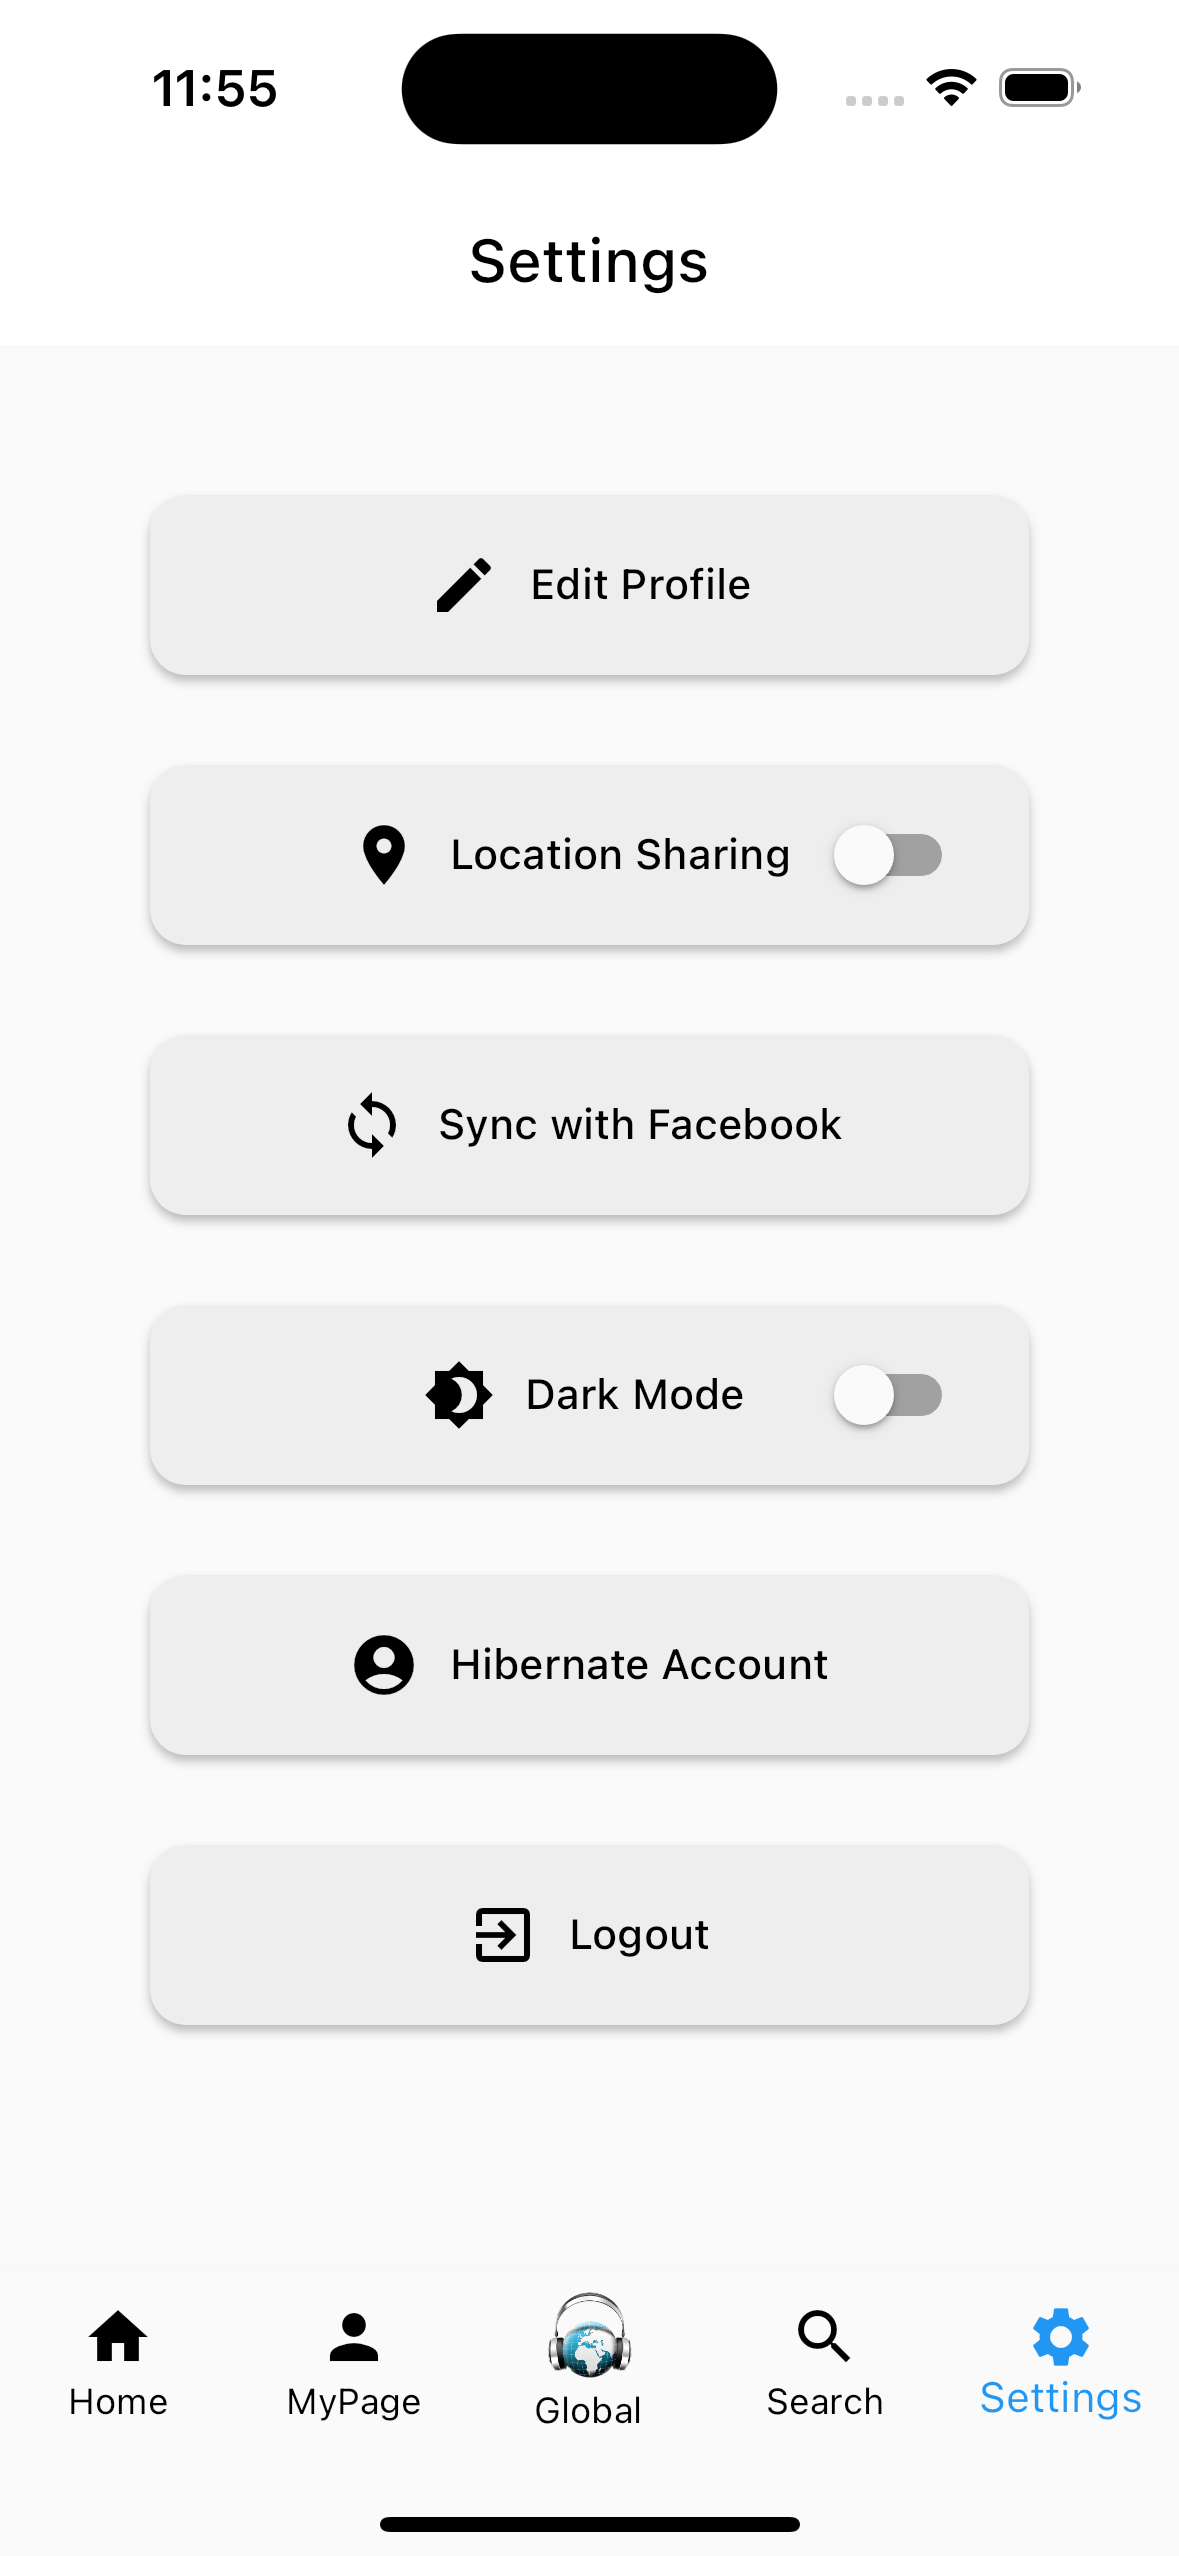 11:55
Settings
Edit Profile
Location Sharing
Sync with Facebook
Dark Mode
Hibernate Account
Logout
Home
MyPage
Global
Search
Settings